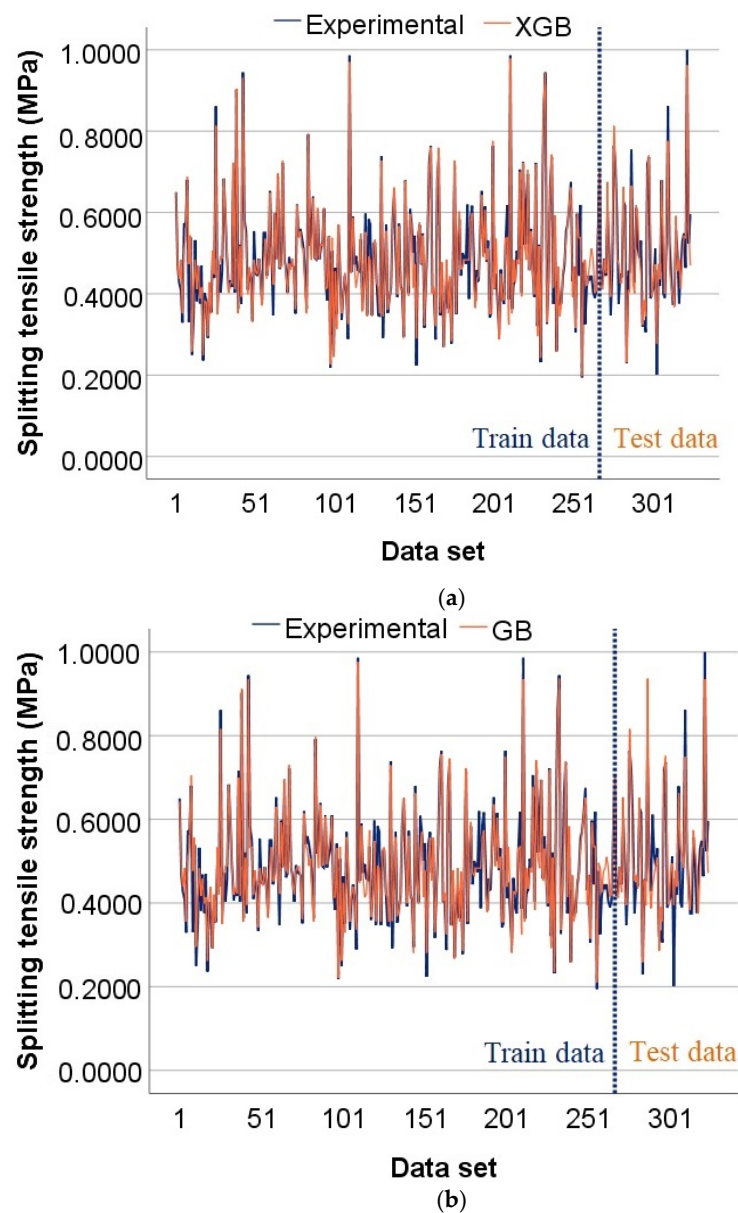 Experimental XGB
Splitting tensile strength (MPa)
1.0000
0.8000
0.6000
0.4000
0.2000
0.0000
Train data Test data
1 51 101 151 201 251 301
Data set
(a)
Experimental GB
Splitting tensile strength (MPa)
1.0000
0.8000
0.6000
0.4000
0.2000
0.0000
Train data Test data
1 51 101 151 201 251 301
Data set
(b)